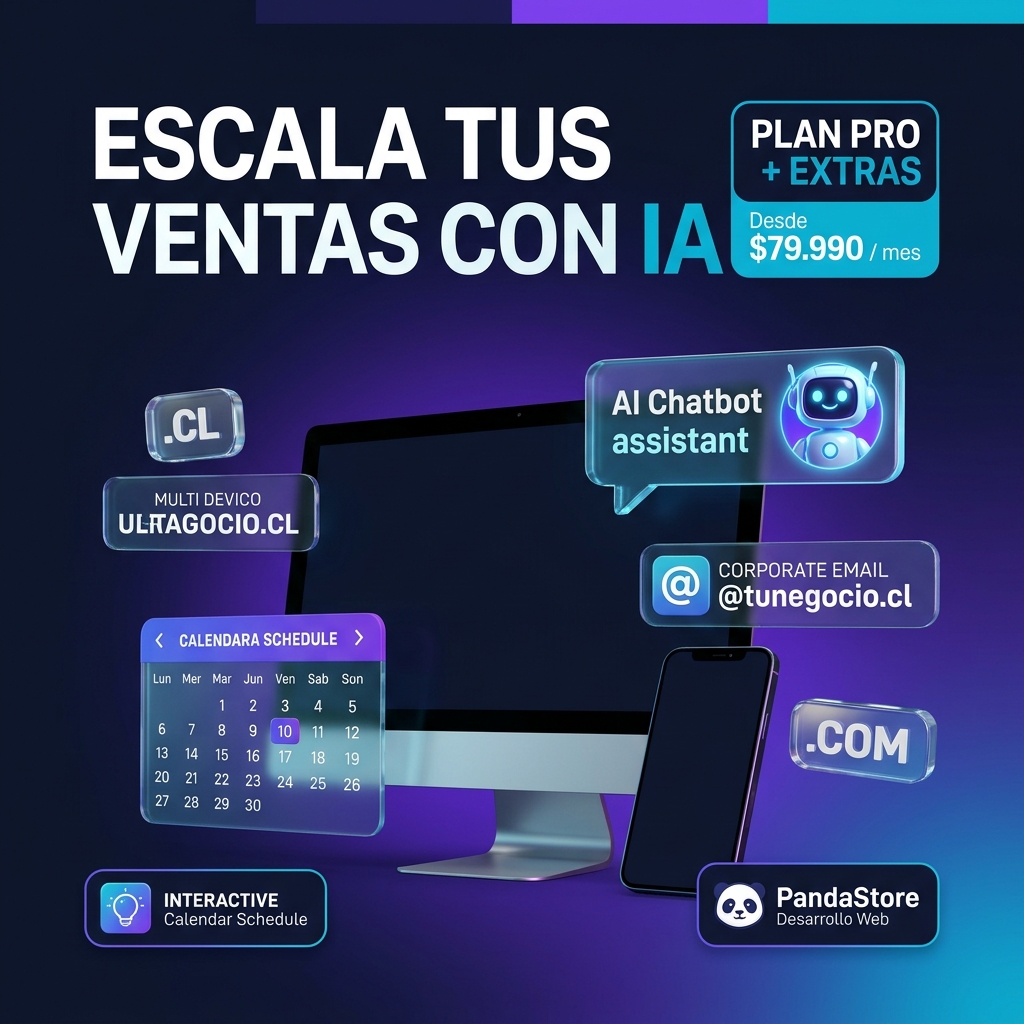 ESCALA TUS
VENTAS CON IA
PLAN PRO
+ EXTRAS
Desde
$79.990 / mes
.CL
MULTI DEVICO
AI Chatbot
assistant
@
CORPORATE EMAIL
@tunegocio.cl
< CALENDARA SCHEDULE >
Lun Mer Mar Jun Ven Sab Son
1 2 3 4 5
6 7 8 9 10 11 12
13 14 15 16 17 18 19
20 21 22 23 24 25 26
27 28 29 30
.COM
INTERACTIVE
Calendar Schedule
PandaStore
Desarrollo Web